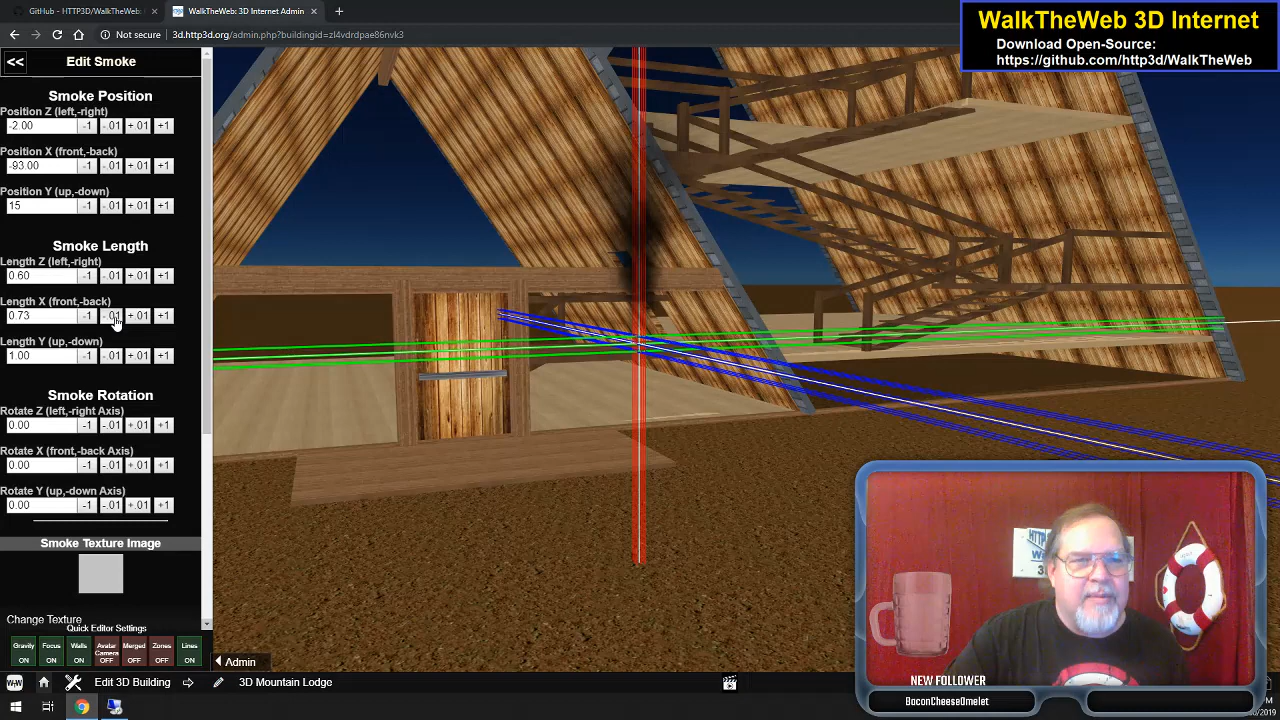 GitHub - HTTP3D/WalkTheWeb:
WalkTheWeb: 3D Internet Admin
Not secure | 3d.http3d.org/admin.php?buildingid=zl4vdrdpae86nvk3
WalkTheWeb 3D Internet
Download Open-Source:
https://github.com/http3d/WalkTheWeb
<< Edit Smoke
Smoke Position
Position Z (left,-right)
-2.00 -1 -.01 +.01 +1
Position X (front,-back)
-93.00 -1 -.01 +.01 +1
Position Y (up,-down)
15 -1 -.01 +.01 +1
Smoke Length
Length Z (left,-right)
0.60 -1 -.01 +.01 +1
Length X (front,-back)
0.73 -1 -.01 +.01 +1
Length Y (up,-down)
1.00 -1 -.01 +.01 +1
Smoke Rotation
Rotate Z (left,-right Axis)
0.00 -1 -.01 +.01 +1
Rotate X (front,-back Axis)
0.00 -1 -.01 +.01 +1
Rotate Y (up,-down Axis)
0.00 -1 -.01 +.01 +1
Smoke Texture Image
Change Texture
Quick Editor Settings
Gravity ON
Focus ON
Walls ON
Avatar Camera OFF
Merged OFF
Zones OFF
Lines ON
Admin
Edit 3D Building
3D Mountain Lodge
NEW FOLLOWER
BaconCheeseOmelet